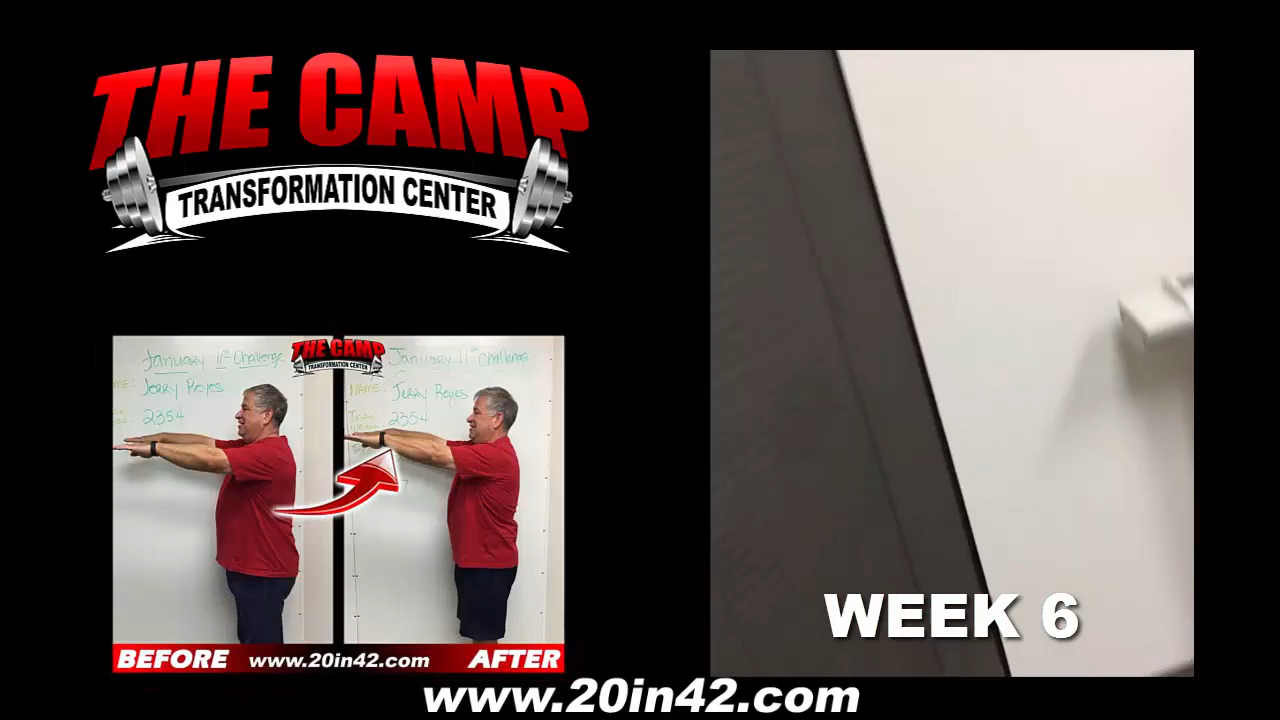 THE CAMP
TRANSFORMATION CENTER
THE CAMP
TRANSFORMATION CENTER
January 11th Challenge
Jerry Reyes
2354
January 11th Challenge
NAME:
Jerry Reyes
2354
BEFORE
www.20in42.com
AFTER
WEEK 6
www.20in42.com